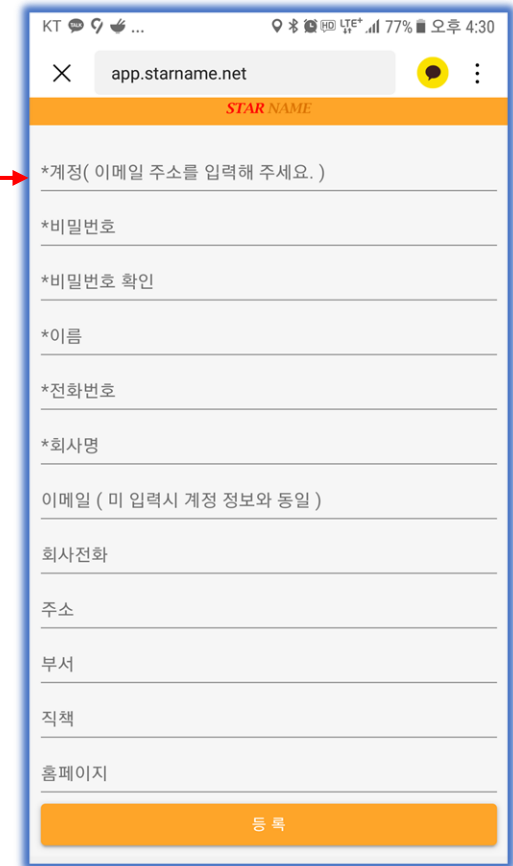 KT TALK ... HD LTE+ 77% 오후 4:30
app.starname.net
STAR NAME
*계정( 이메일 주소를 입력해 주세요. )
*비밀번호
*비밀번호 확인
*이름
*전화번호
*회사명
이메일 ( 미 입력시 계정 정보와 동일 )
회사전화
주소
부서
직책
홈페이지
등 록